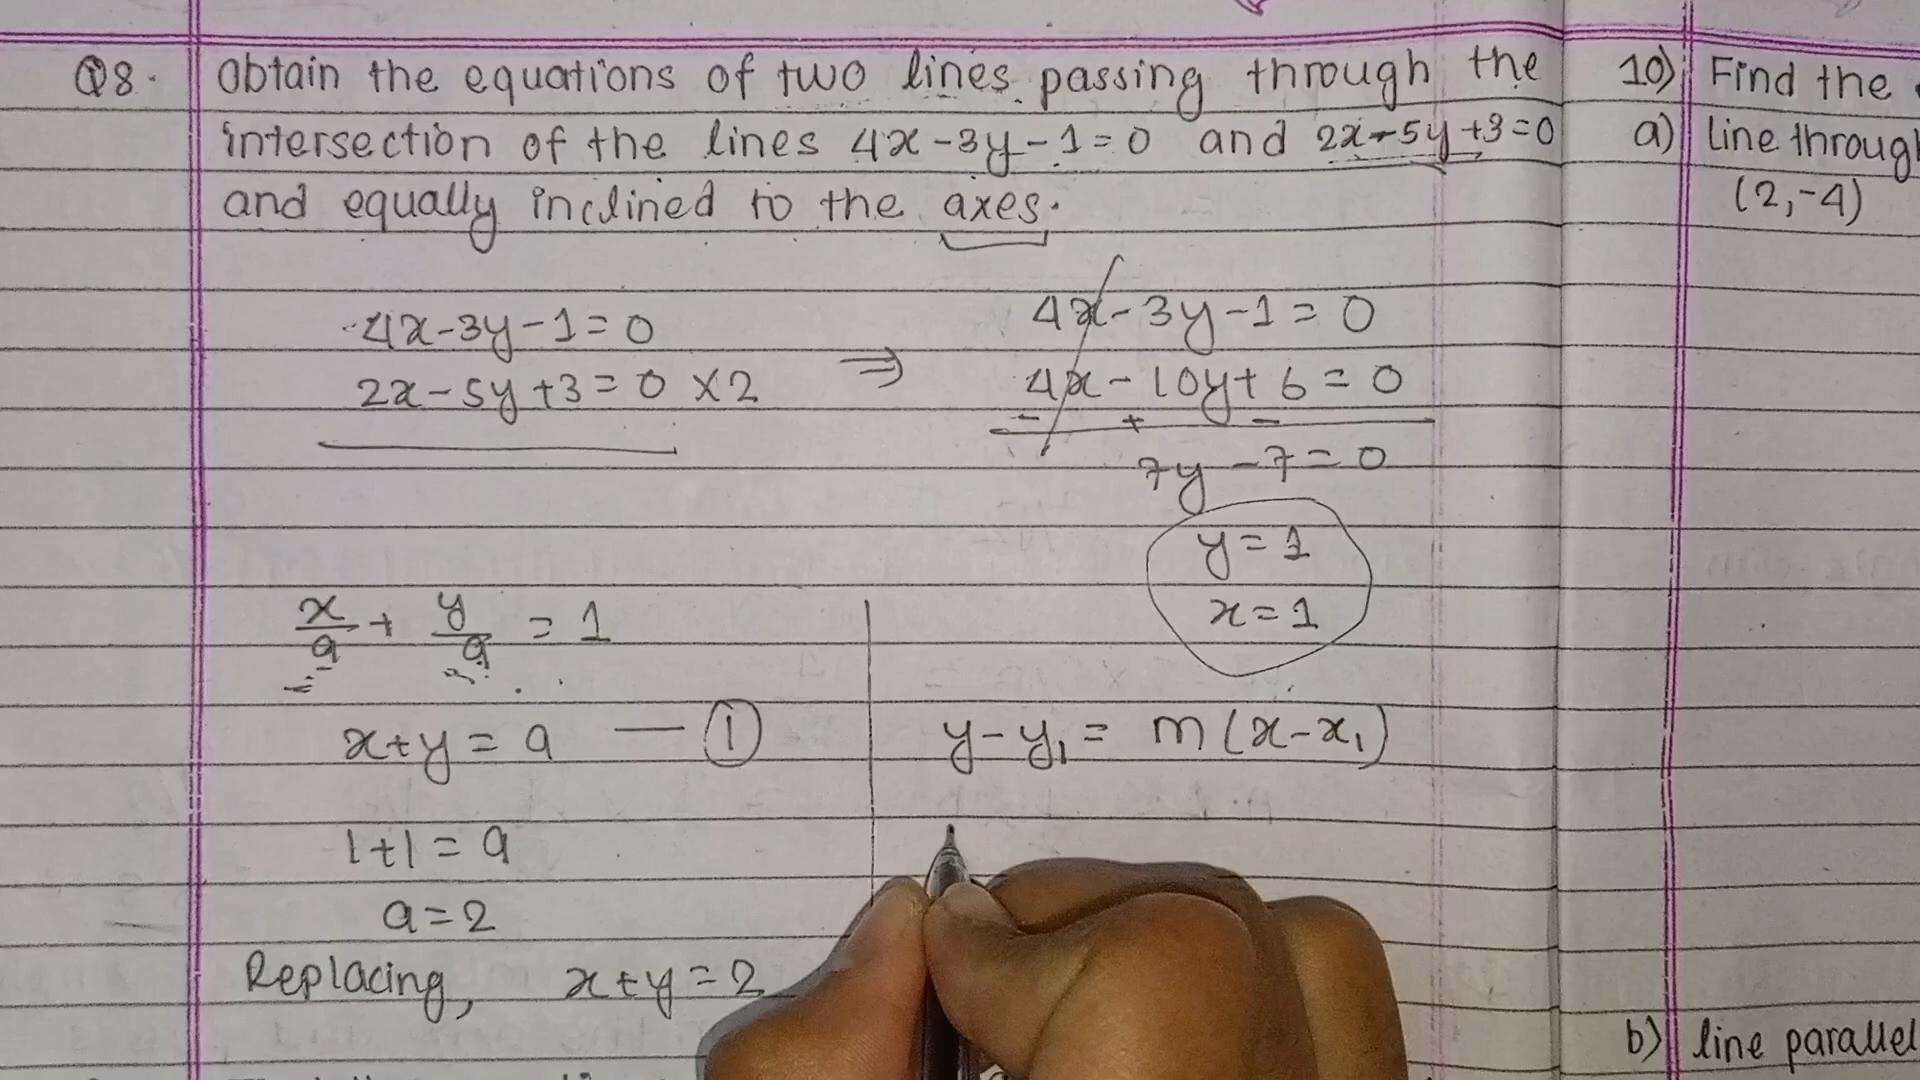 Q8. Obtain the equations of two lines passing through the
intersection of the lines 4x-3y-1=0 and 2x-5y+3=0
and equally inclined to the axes.
4x-3y-1=0
2x-5y+3=0 ×2
⇒
4x-3y-1=0
4x-10y+6=0
- + -
7y-7=0
y=1
x=1
x/a + y/a = 1
x+y=a — ①
1+1=a
a=2
Replacing, x+y=2
y-y₁= m(x-x₁)
10) Find the
a) line through
(2,-4)
b) line parallel